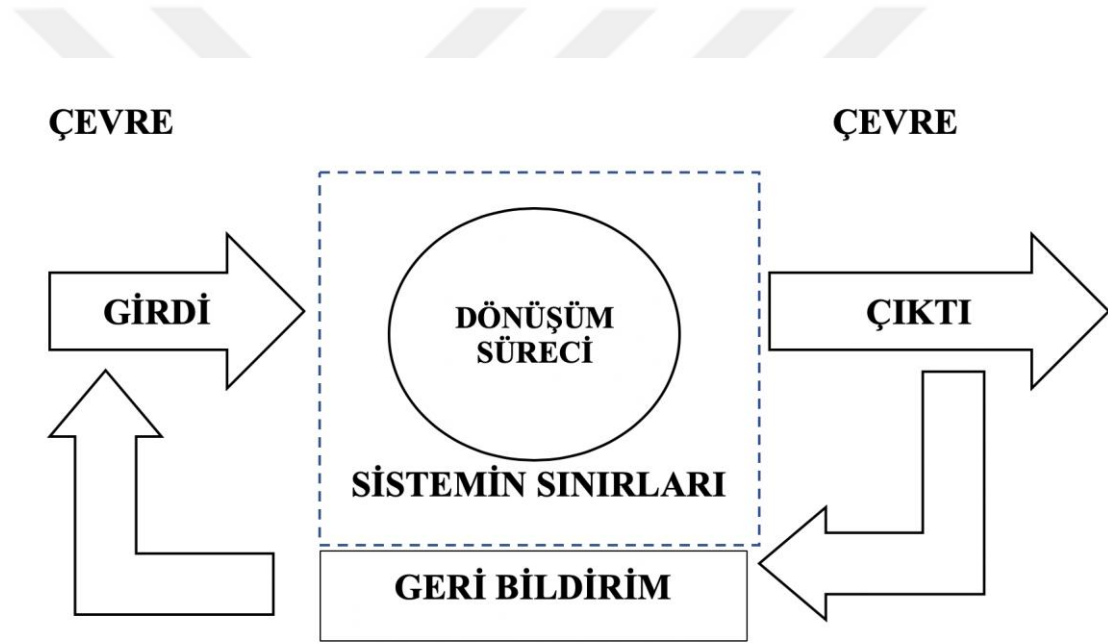 ÇEVRE
ÇEVRE
GİRDİ
DÖNÜŞÜM
SÜRECİ
ÇIKTI
SİSTEMİN SINIRLARI
GERİ BİLDİRİM